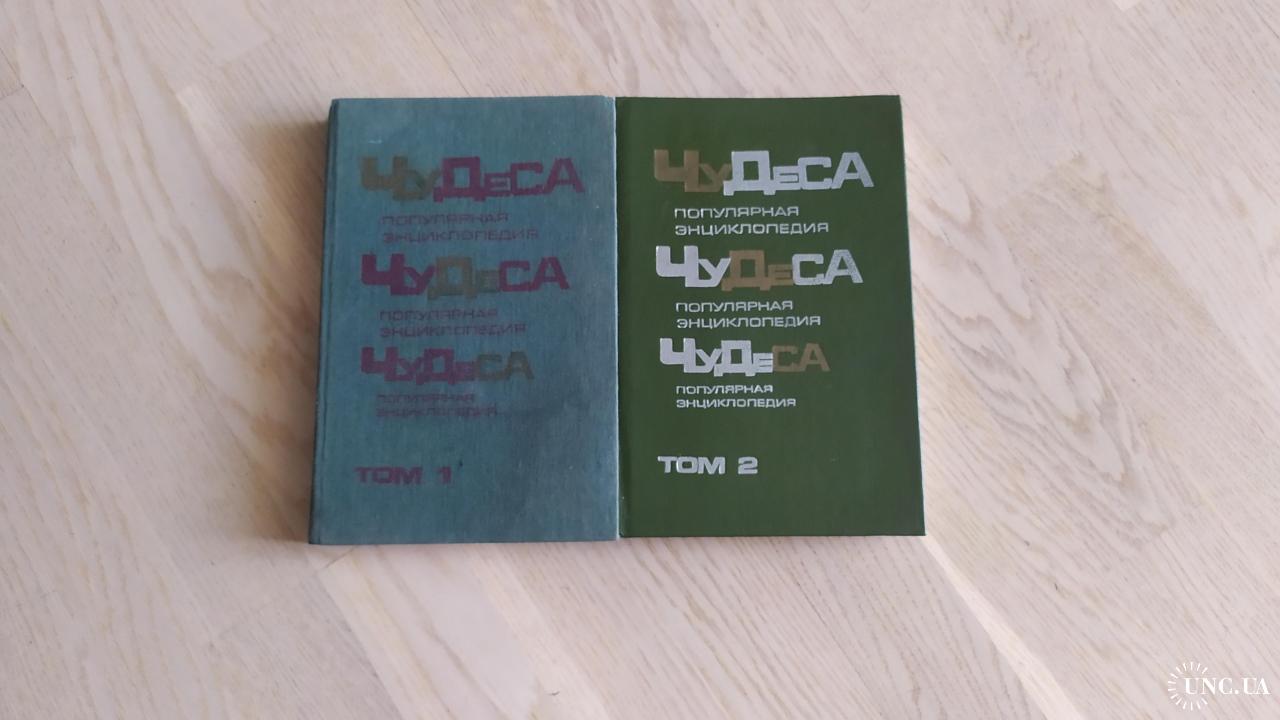 ЧУДЕСА
ПОПУЛЯРНАЯ
ЭНЦИКЛОПЕДИЯ
ЧУДЕСА
ПОПУЛЯРНАЯ
ЭНЦИКЛОПЕДИЯ
ЧУДЕСА
ПОПУЛЯРНАЯ
ЭНЦИКЛОПЕДИЯ
ТОМ 1
ЧУДЕСА
ПОПУЛЯРНАЯ
ЭНЦИКЛОПЕДИЯ
ЧУДЕСА
ПОПУЛЯРНАЯ
ЭНЦИКЛОПЕДИЯ
ЧУДЕСА
ПОПУЛЯРНАЯ
ЭНЦИКЛОПЕДИЯ
ТОМ 2
UNC.UA